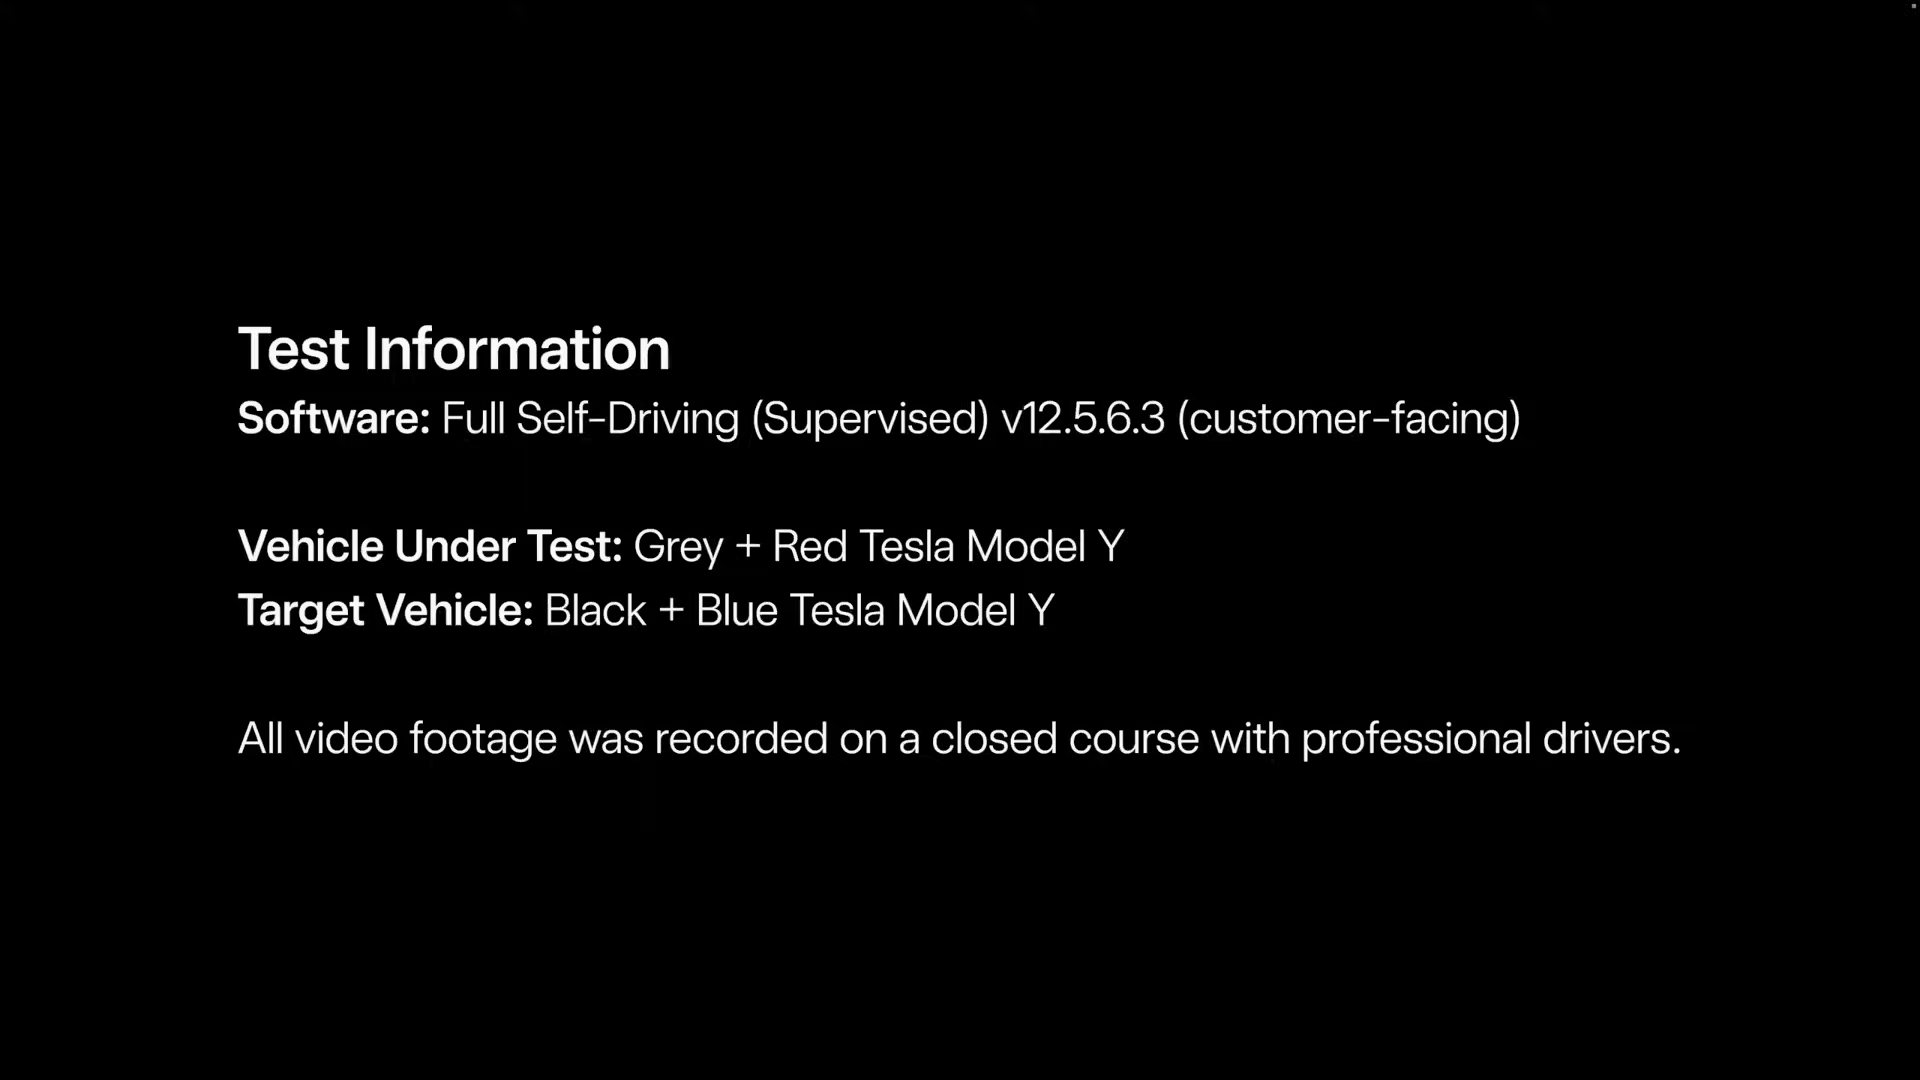 Test Information
Software: Full Self-Driving (Supervised) v12.5.6.3 (customer-facing)
Vehicle Under Test: Grey + Red Tesla Model Y
Target Vehicle: Black + Blue Tesla Model Y
All video footage was recorded on a closed course with professional drivers.